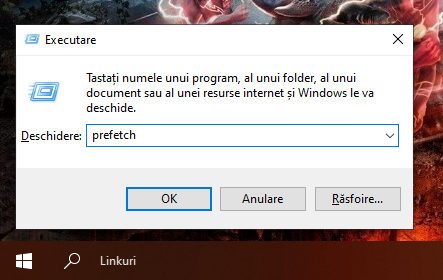 Executare
Tastați numele unui program, al unui folder, al unui
document sau al unei resurse internet și Windows le va
deschide.
Deschidere: prefetch
OK Anulare Răsfoire...
Linkuri